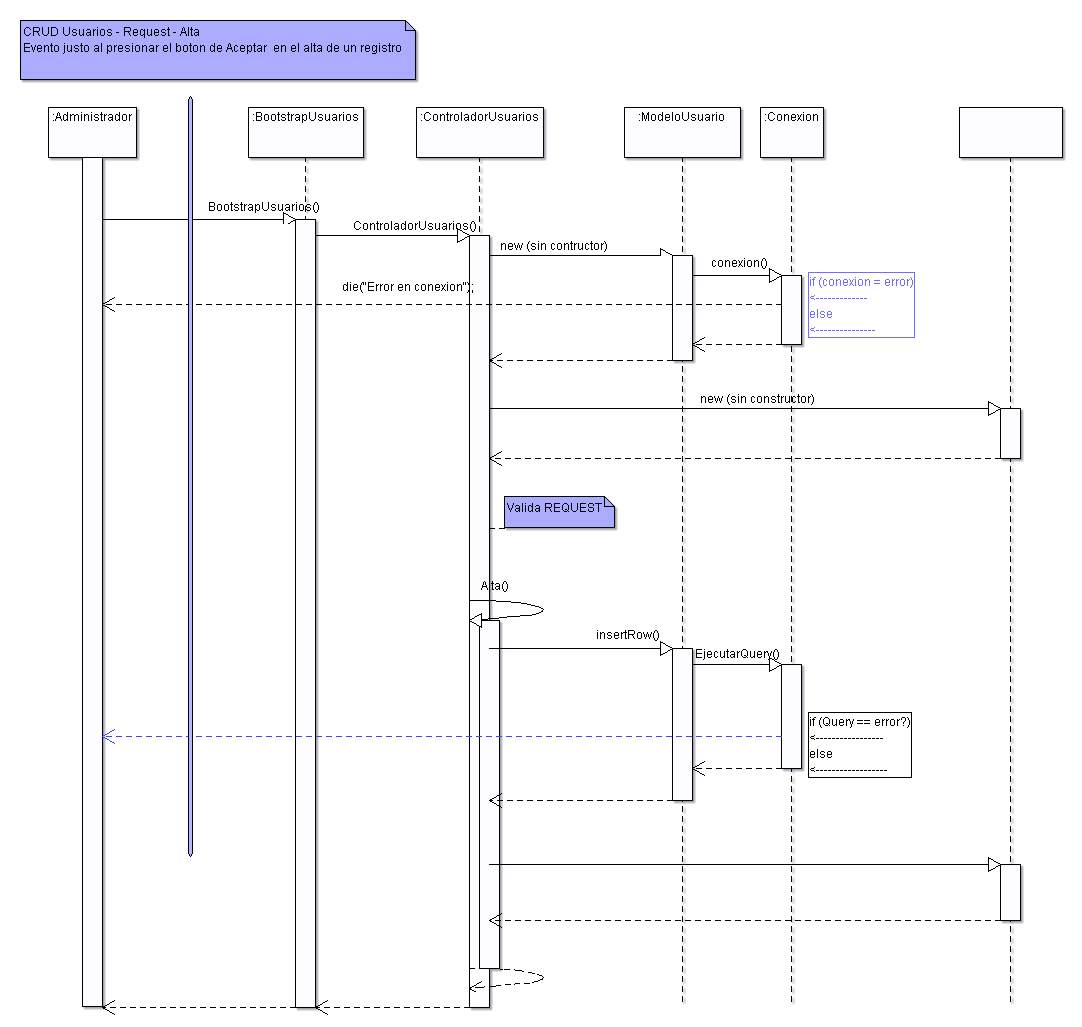 CRUD Usuarios - Request - Alta
Evento justo al presionar el boton de Aceptar  en el alta de un registro
:Administrador
:BootstrapUsuarios
:ControladorUsuarios
:ModeloUsuario
:Conexion
BootstrapUsuarios()
ControladorUsuarios()
new (sin contructor)
conexion()
die("Error en conexion");
if (conexion = error)
<-------------
else
<---------------
new (sin constructor)
Valida REQUEST
Alta()
insertRow()
EjecutarQuery()
if (Query == error?)
<-----------------
else
<------------------